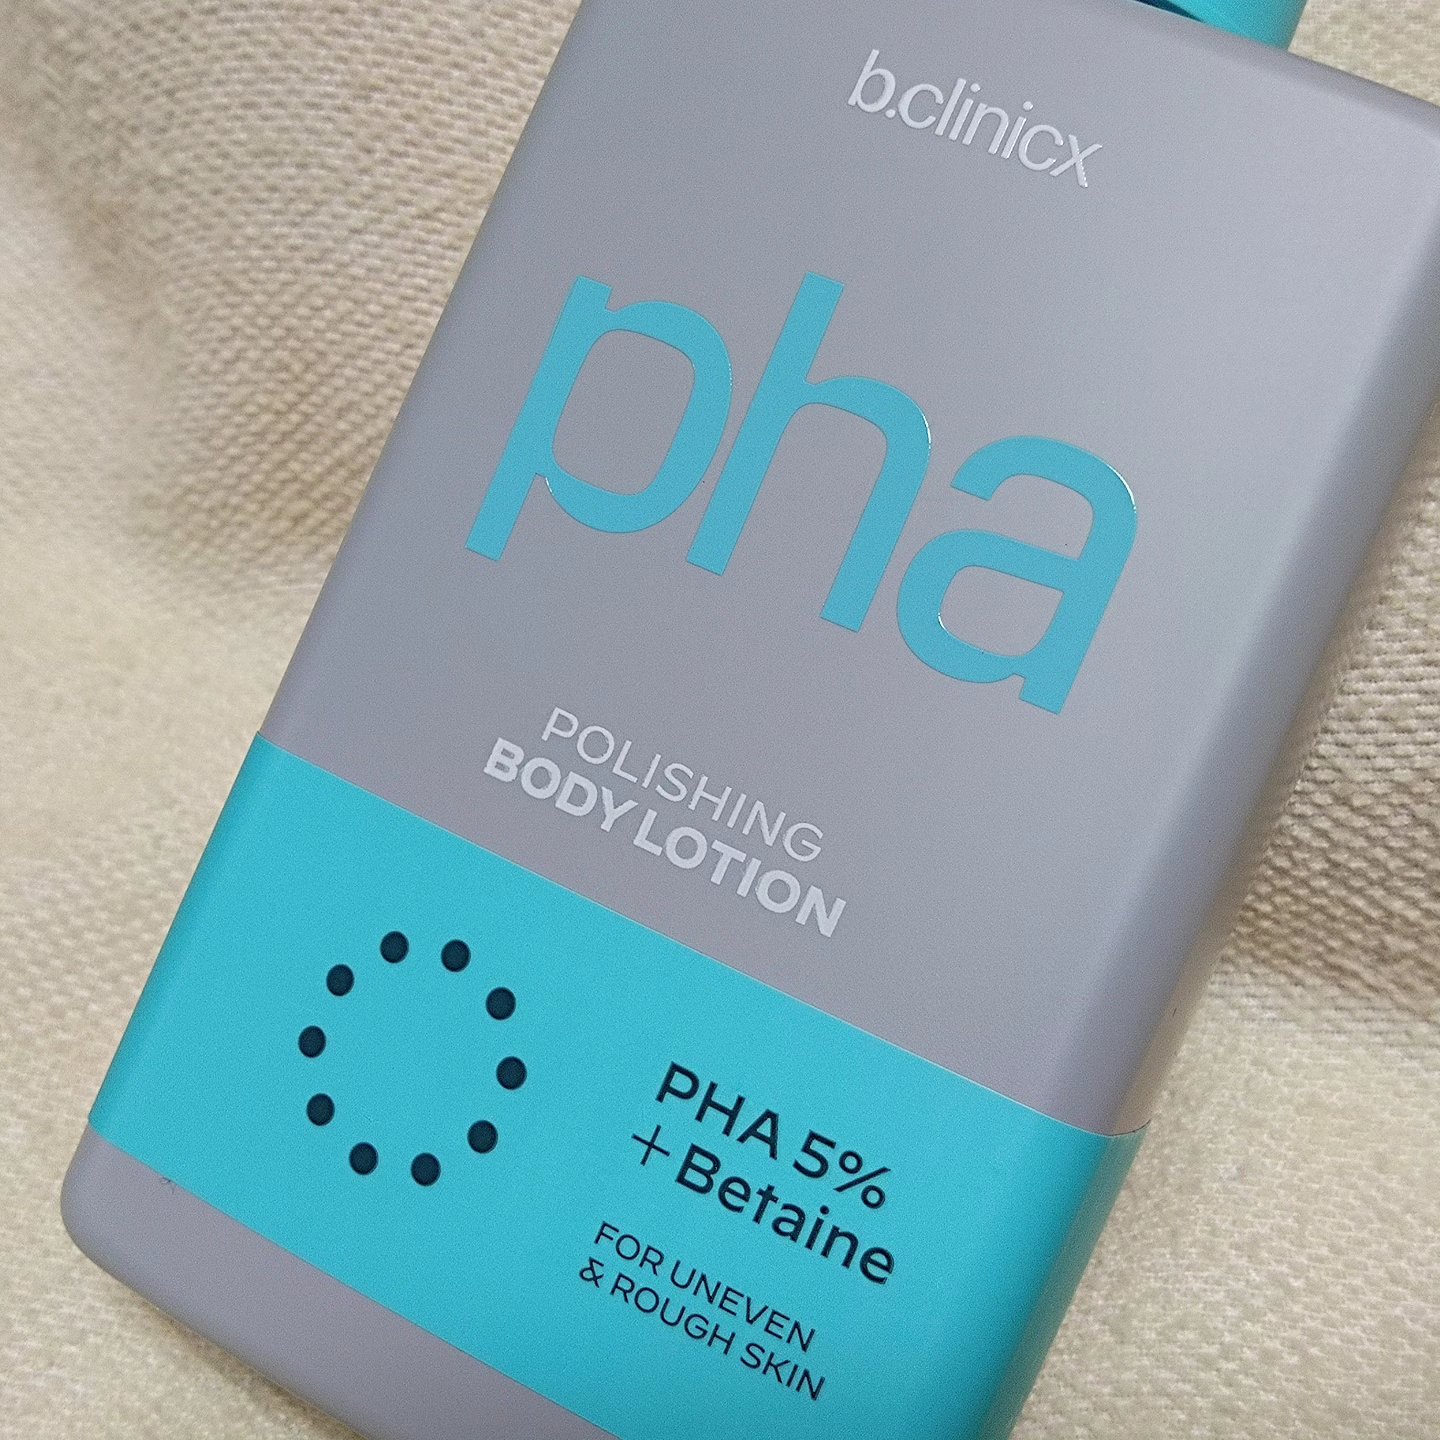 b.clinicx
pha
POLISHING
BODY LOTION
PHA 5%
+ Betaine
FOR UNEVEN
& ROUGH SKIN